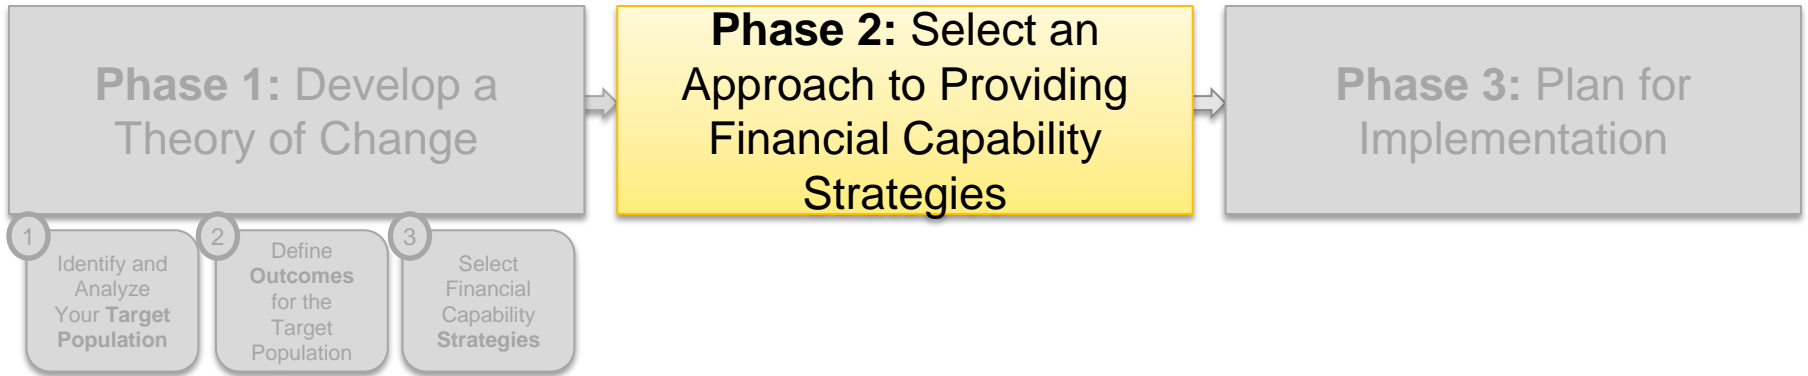 Phase 1: Develop a
Theory of Change
Phase 2: Select an
Approach to Providing
Financial Capability
Strategies
Phase 3: Plan for
Implementation
1
Identify and
Analyze
Your Target
Population
2
Define
Outcomes
for the
Target
Population
3
Select
Financial
Capability
Strategies